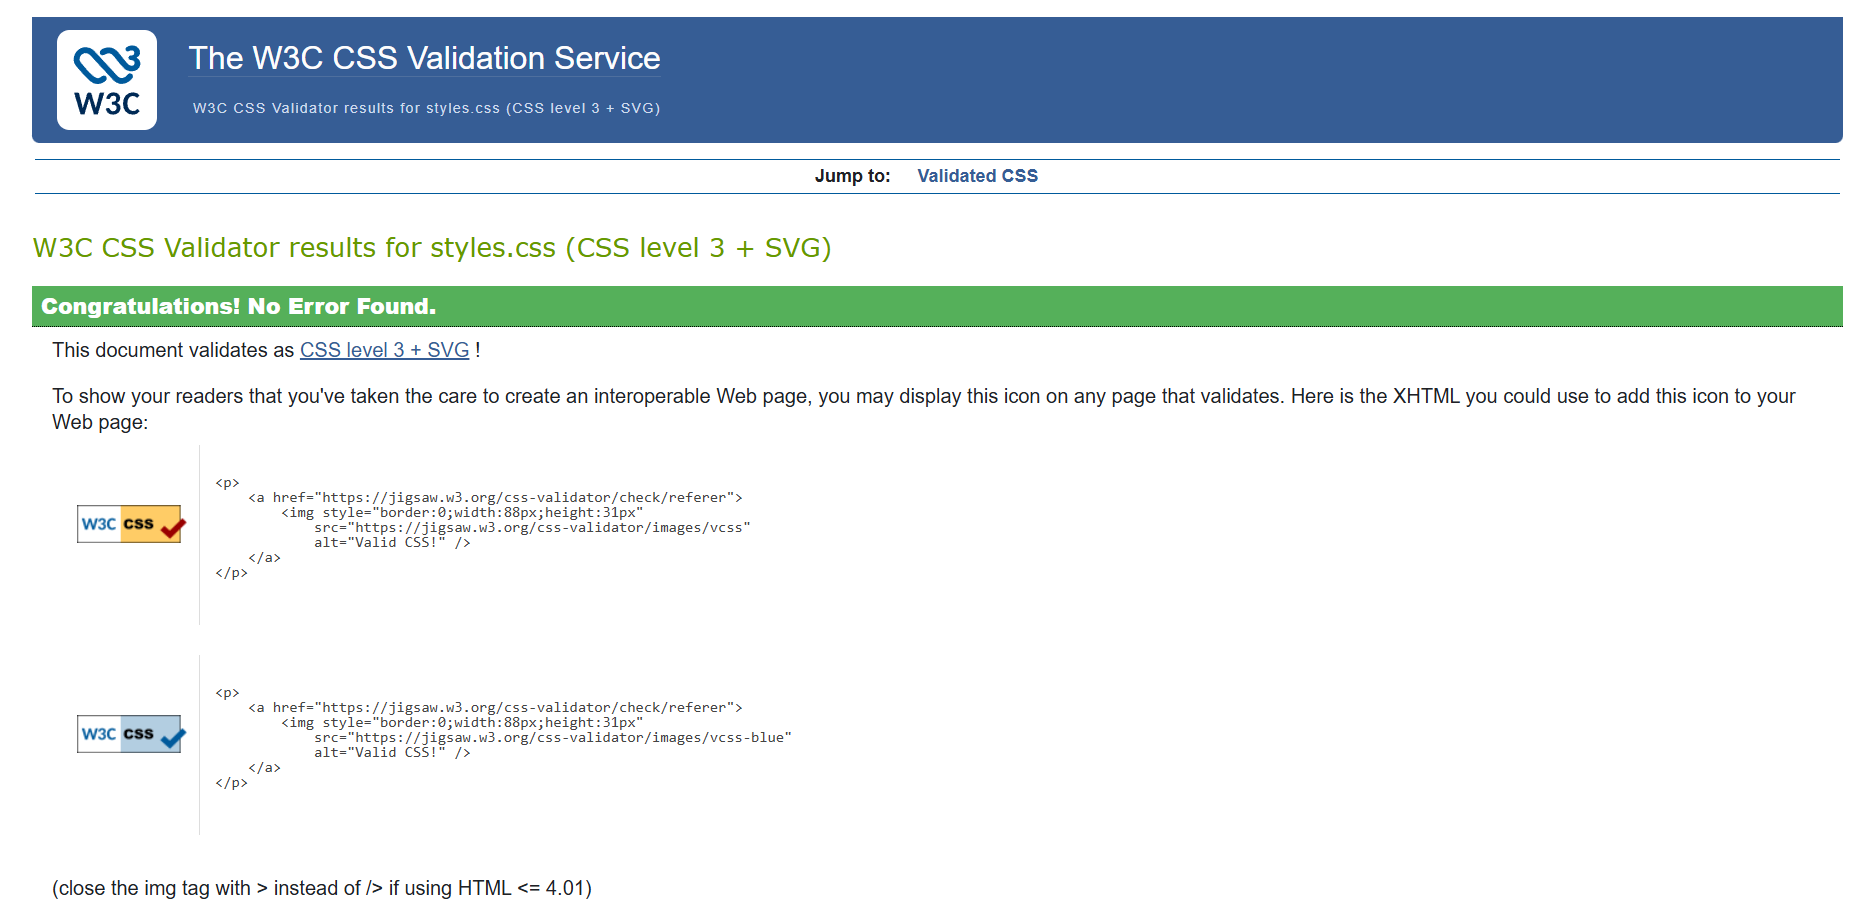 W3C
The W3C CSS Validation Service
W3C CSS Validator results for styles.css (CSS level 3 + SVG)
Jump to: Validated CSS
W3C CSS Validator results for styles.css (CSS level 3 + SVG)
Congratulations! No Error Found.
This document validates as CSS level 3 + SVG !
To show your readers that you've taken the care to create an interoperable Web page, you may display this icon on any page that validates. Here is the XHTML you could use to add this icon to your
Web page:
W3C css
<p>
    <a href="https://jigsaw.w3.org/css-validator/check/referer">
        <img style="border:0;width:88px;height:31px"
            src="https://jigsaw.w3.org/css-validator/images/vcss"
            alt="Valid CSS!" />
    </a>
</p>
W3C css
<p>
    <a href="https://jigsaw.w3.org/css-validator/check/referer">
        <img style="border:0;width:88px;height:31px"
            src="https://jigsaw.w3.org/css-validator/images/vcss-blue"
            alt="Valid CSS!" />
    </a>
</p>
(close the img tag with > instead of /> if using HTML <= 4.01)